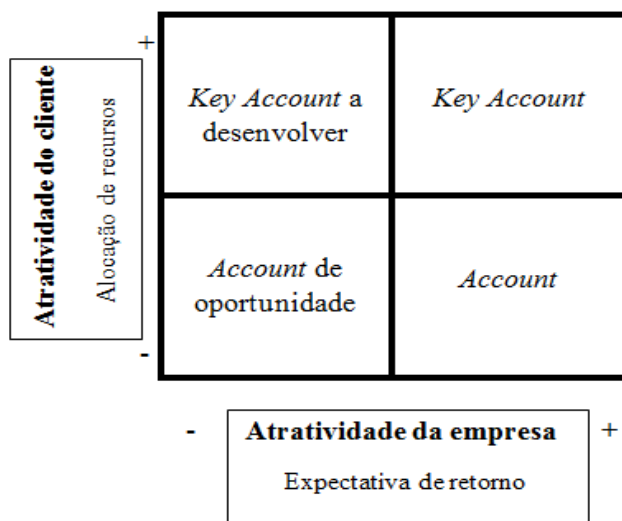 +
Atratividade do cliente
Alocação de recursos
-
Key Account a
desenvolver
Key Account
Account de
oportunidade
Account
-
Atratividade da empresa
+
Expectativa de retorno